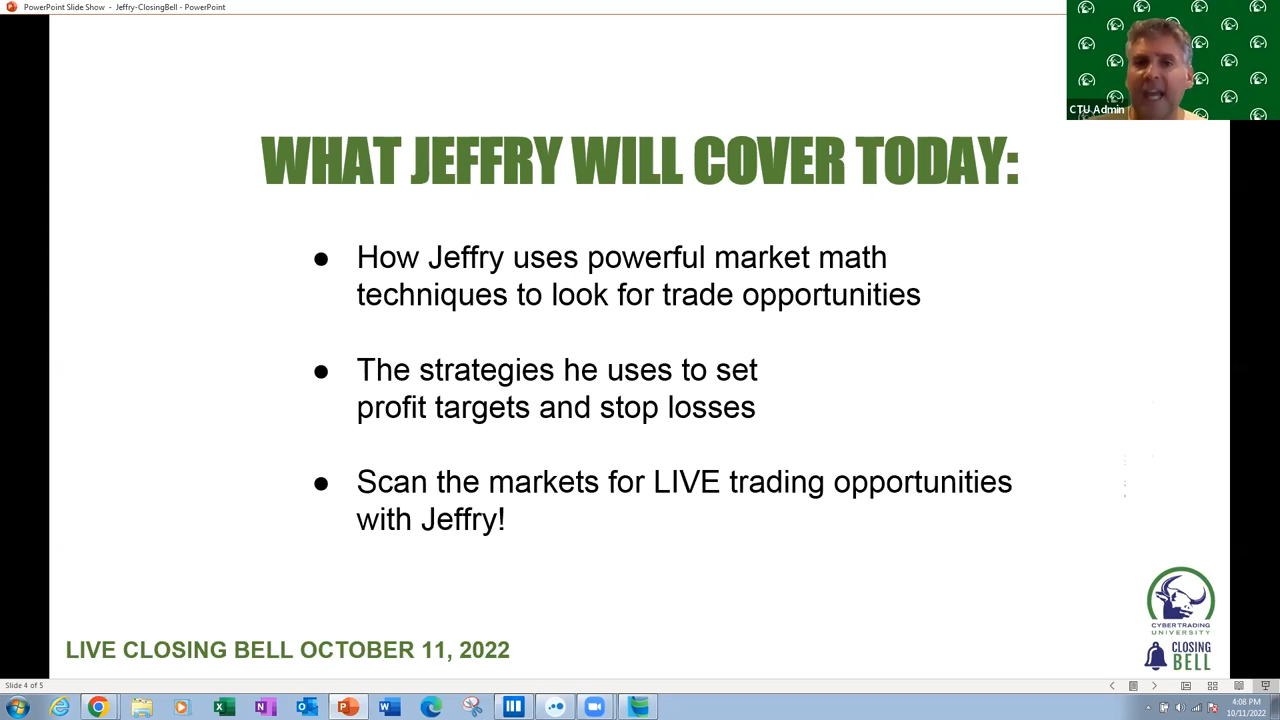 PowerPoint Slide Show - Jeffry-ClosingBell - PowerPoint
CTU Admin
WHAT JEFFRY WILL COVER TODAY:
● How Jeffry uses powerful market math
techniques to look for trade opportunities
● The strategies he uses to set
profit targets and stop losses
● Scan the markets for LIVE trading opportunities
with Jeffry!
CYBERTRADING
UNIVERSITY
CLOSING
BELL
LIVE CLOSING BELL OCTOBER 11, 2022
Slide 4 of 5
4:08 PM
10/11/2022